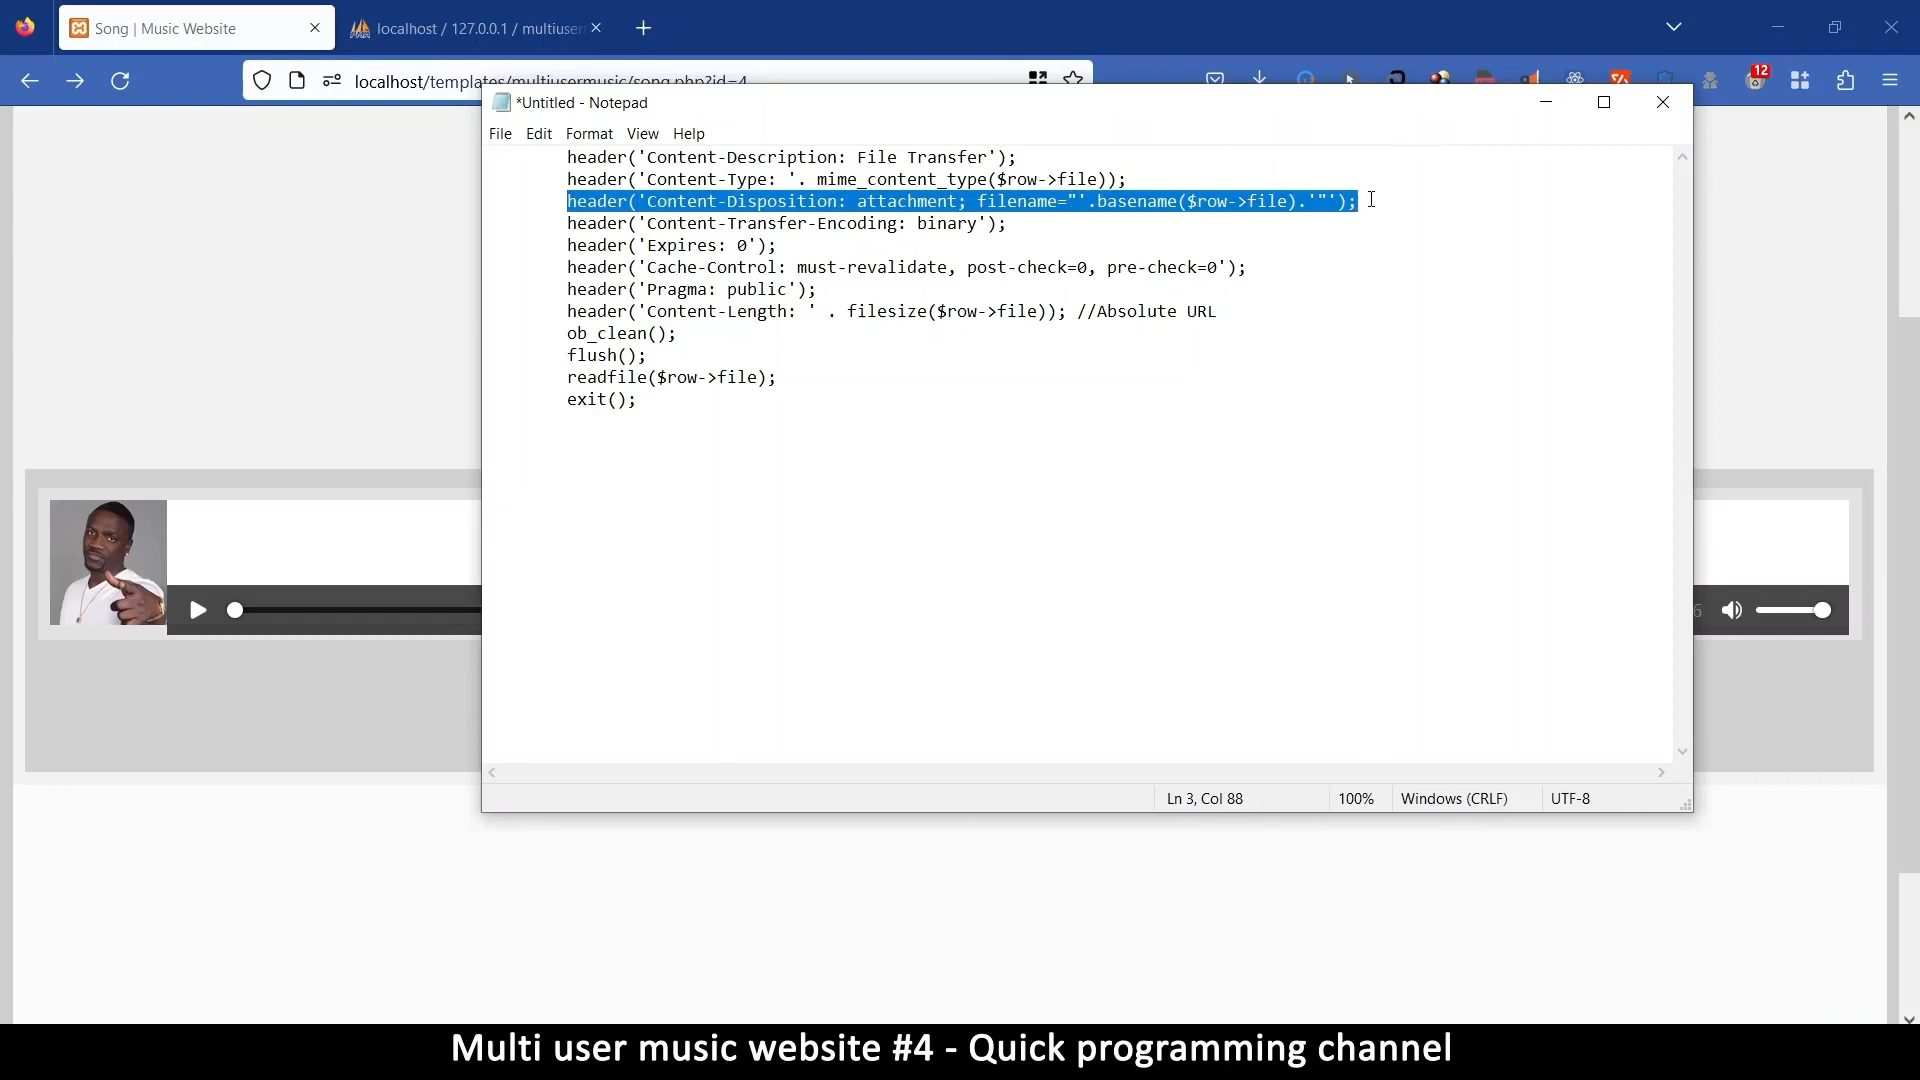 Song | Music Website
localhost / 127.0.0.1 / multiuser
localhost/templates/multiusermusic/song.php?id=4
12
*Untitled - Notepad
File Edit Format View Help
header('Content-Description: File Transfer');
header('Content-Type: '. mime_content_type($row->file));
header('Content-Disposition: attachment; filename="'.basename($row->file).'"');
header('Content-Transfer-Encoding: binary');
header('Expires: 0');
header('Cache-Control: must-revalidate, post-check=0, pre-check=0');
header('Pragma: public');
header('Content-Length: ' . filesize($row->file)); //Absolute URL
ob_clean();
flush();
readfile($row->file);
exit();
6
Ln 3, Col 88
100%
Windows (CRLF)
UTF-8
Multi user music website #4 - Quick programming channel